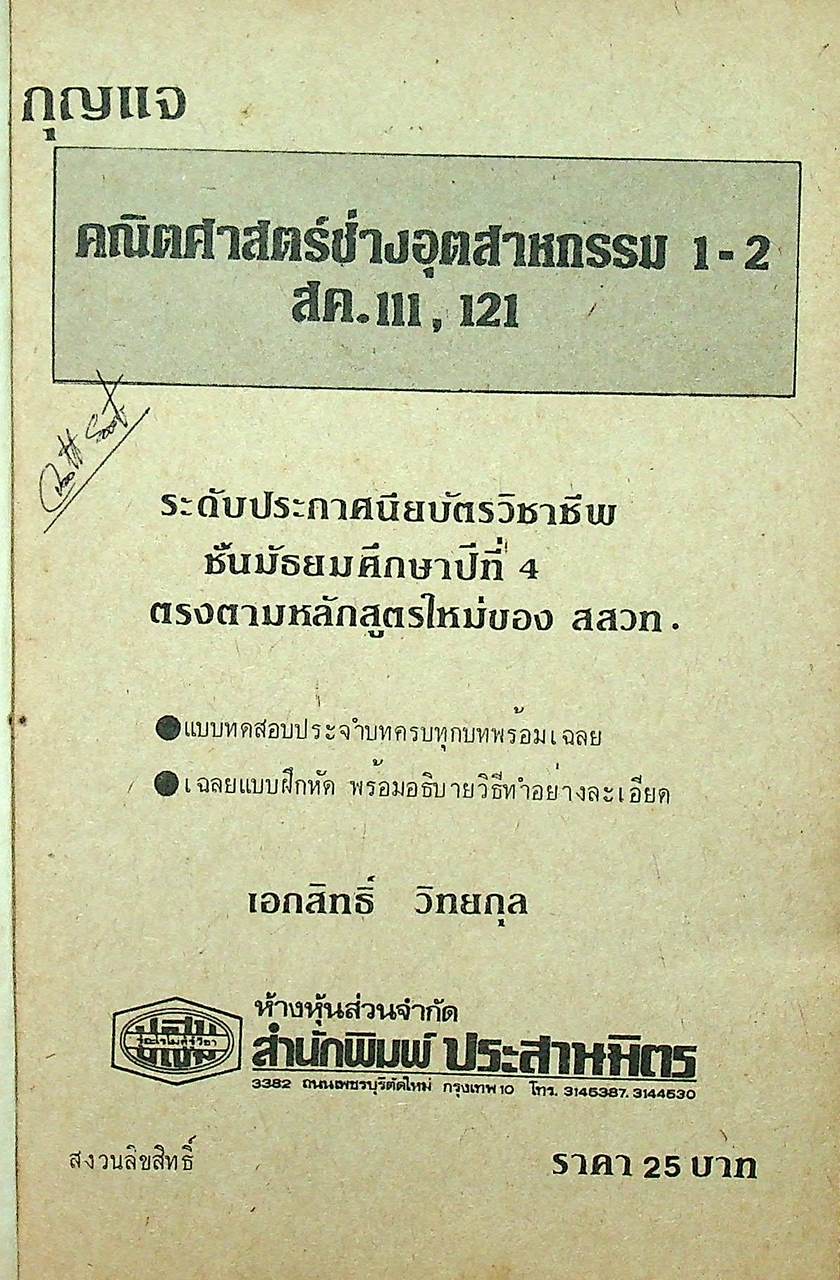 กุญแจ
คณิตศาสตร์ช่างอุตสาหกรรม 1-2
สค.111, 121
ระดับประกาศนียบัตรวิชาชีพ
ชั้นมัธยมศึกษาปีที่ 4
ตรงตามหลักสูตรใหม่ของ สสวท.
●แบบทดสอบประจำบทครบทุกบทพร้อมเฉลย
●เฉลยแบบฝึกหัด พร้อมอธิบายวิธีทำอย่างละเอียด
เอกสิทธิ์ วิทยกุล
ห้างหุ้นส่วนจำกัด
สำนักพิมพ์ ประสานมิตร
3382 ถนนเพชรบุรีตัดใหม่ กรุงเทพ 10 โทร. 3145387. 3144530
สงวนลิขสิทธิ์
ราคา 25 บาท